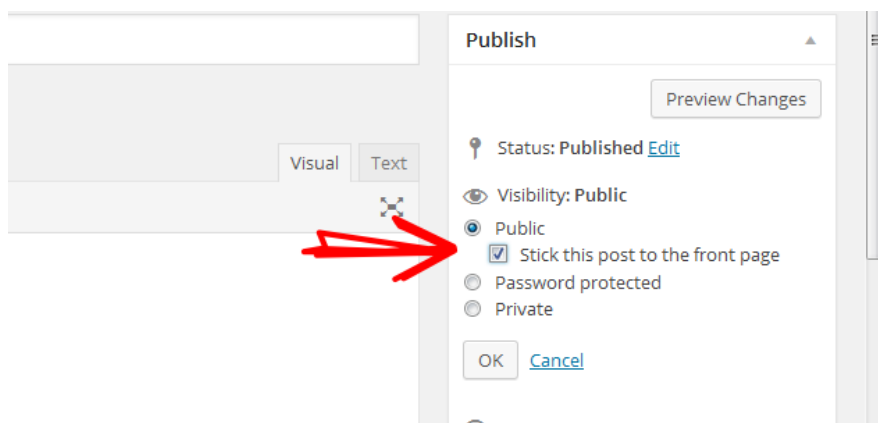 Publish
Preview Changes
Visual Text
Status: Published Edit
Visibility: Public
Public
Stick this post to the front page
Password protected
Private
OK Cancel